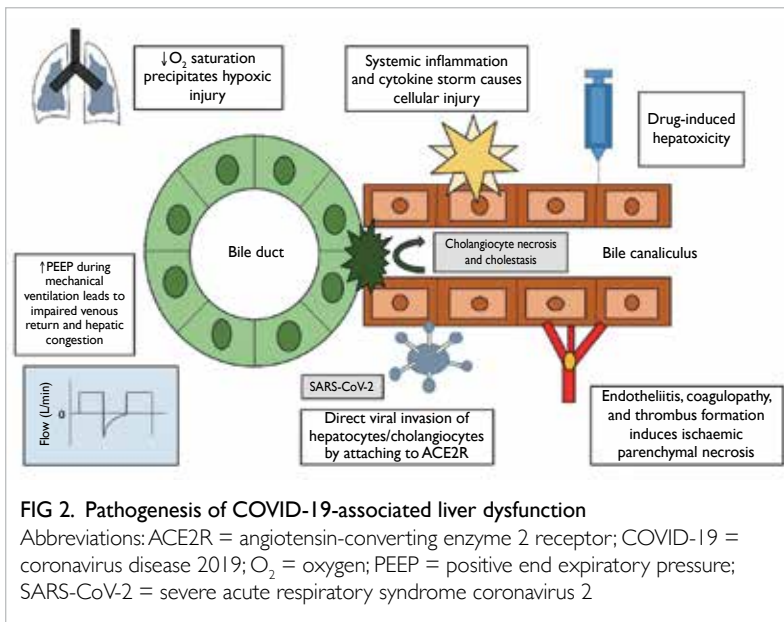 ↓O₂ saturation
precipitates hypoxic
injury
Systemic inflammation
and cytokine storm causes
cellular injury
Drug-induced
hepatoxicity
Bile duct
Cholangiocyte necrosis
and cholestasis
Bile canaliculus
↑PEEP during
mechanical
ventilation leads to
impaired venous
return and hepatic
congestion
Flow (L/min)
0
SARS-CoV-2
Direct viral invasion of
hepatocytes/cholangiocytes
by attaching to ACE2R
Endotheliitis, coagulopathy,
and thrombus formation
induces ischaemic
parenchymal necrosis
FIG 2. Pathogenesis of COVID-19-associated liver dysfunction
Abbreviations: ACE2R = angiotensin-converting enzyme 2 receptor; COVID-19 =
coronavirus disease 2019; O₂ = oxygen; PEEP = positive end expiratory pressure;
SARS-CoV-2 = severe acute respiratory syndrome coronavirus 2